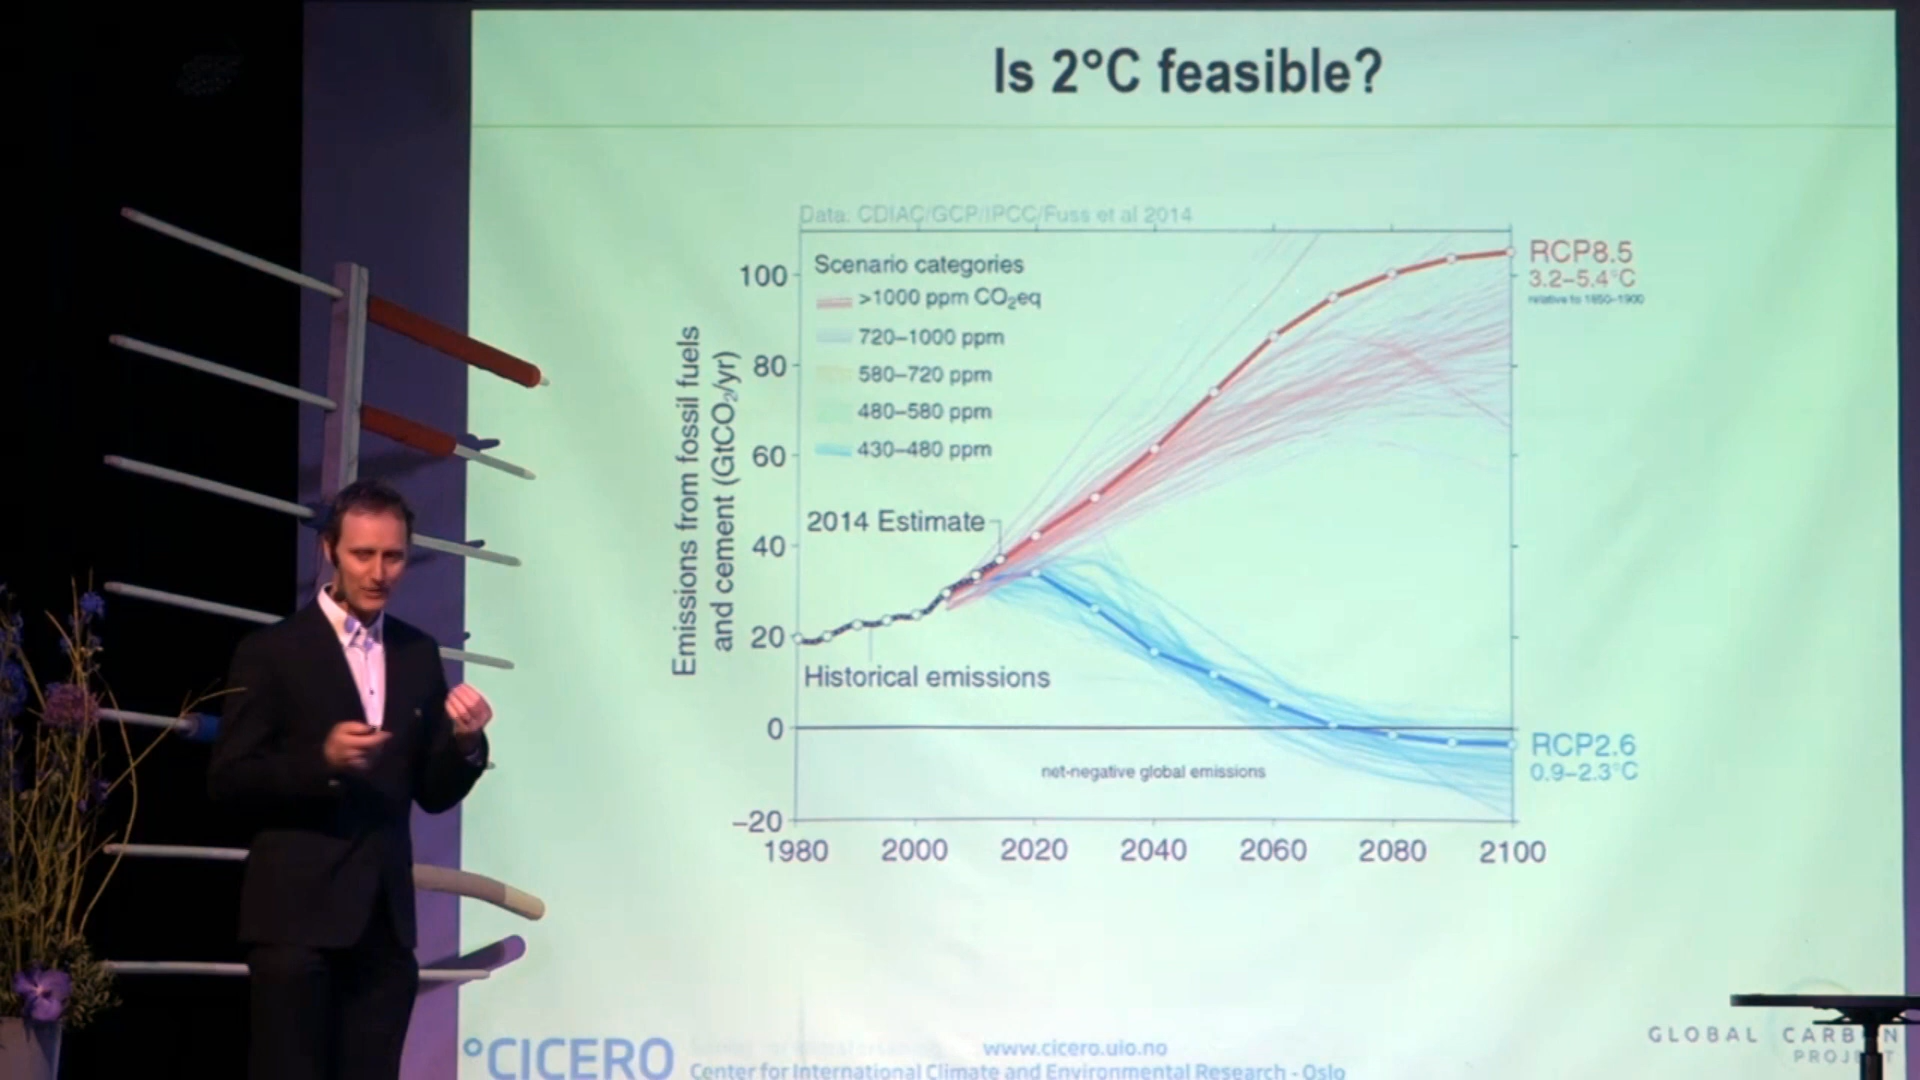 Is 2°C feasible?
Data: CDIAC/GCP/IPCC/Fuss et al 2014
Scenario categories
>1000 ppm CO₂eq
720–1000 ppm
580–720 ppm
480–580 ppm
430–480 ppm
Emissions from fossil fuels
and cement (GtCO₂/yr)
100
80
60
40
20
0
−20
2014 Estimate
Historical emissions
net-negative global emissions
RCP8.5
3.2–5.4°C
relative to 1850–1900
RCP2.6
0.9–2.3°C
1980 2000 2020 2040 2060 2080 2100
°CICERO
www.cicero.uio.no
Center for International Climate and Environmental Research - Oslo
GLOBAL